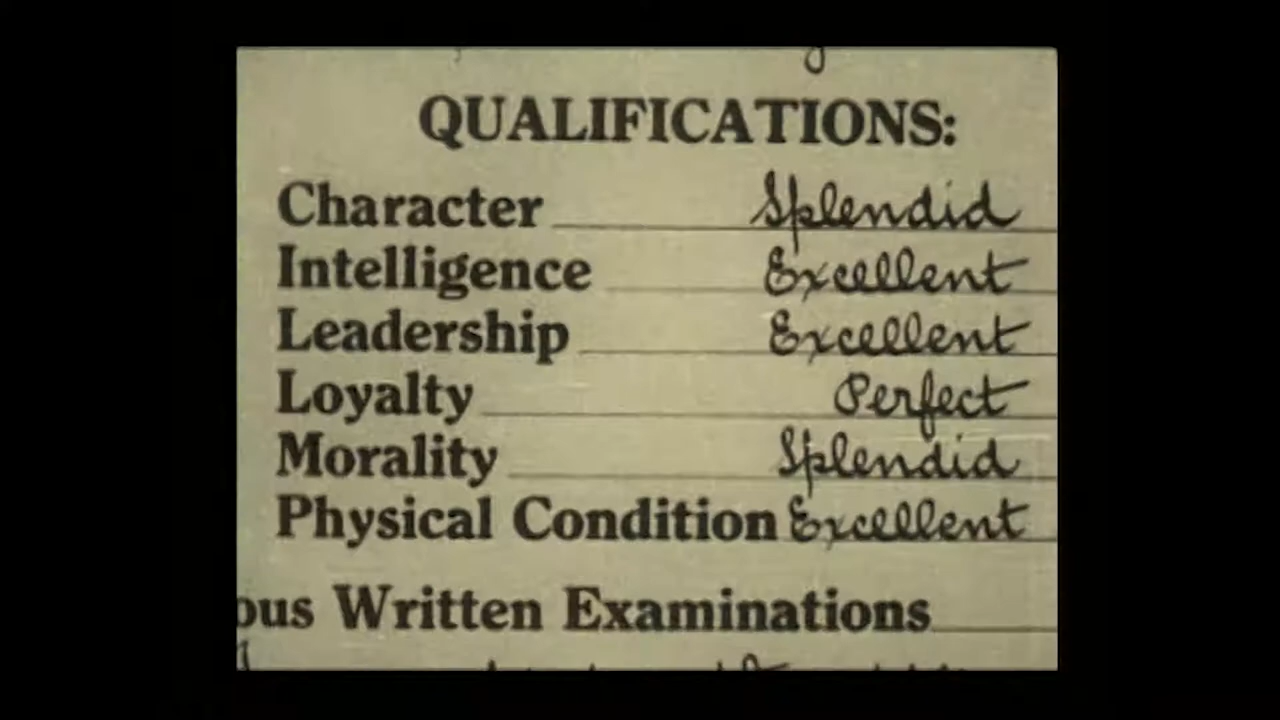 QUALIFICATIONS:
Character Splendid
Intelligence Excellent
Leadership Excellent
Loyalty Perfect
Morality Splendid
Physical Condition Excellent
ous Written Examinations